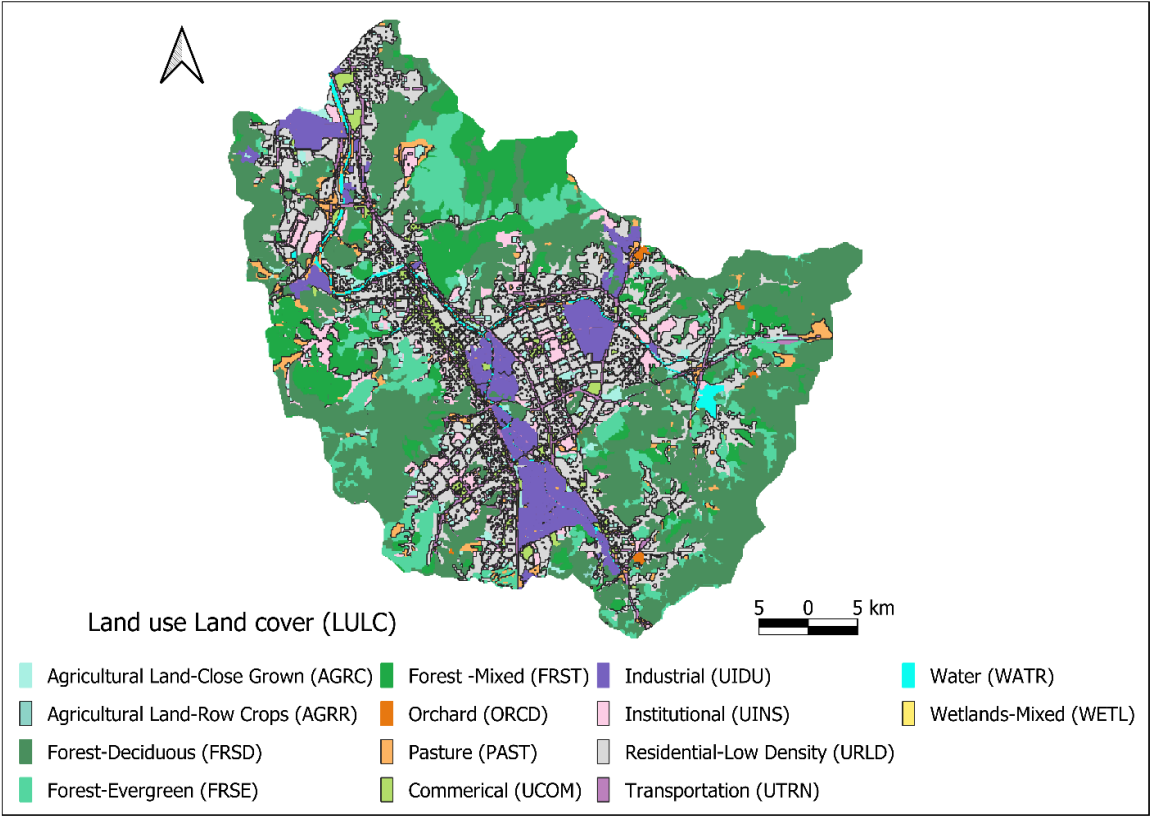 5 0 5 km
Land use Land cover (LULC)
Agricultural Land-Close Grown (AGRC)
Agricultural Land-Row Crops (AGRR)
Forest-Deciduous (FRSD)
Forest-Evergreen (FRSE)
Forest -Mixed (FRST)
Orchard (ORCD)
Pasture (PAST)
Commerical (UCOM)
Industrial (UIDU)
Institutional (UINS)
Residential-Low Density (URLD)
Transportation (UTRN)
Water (WATR)
Wetlands-Mixed (WETL)